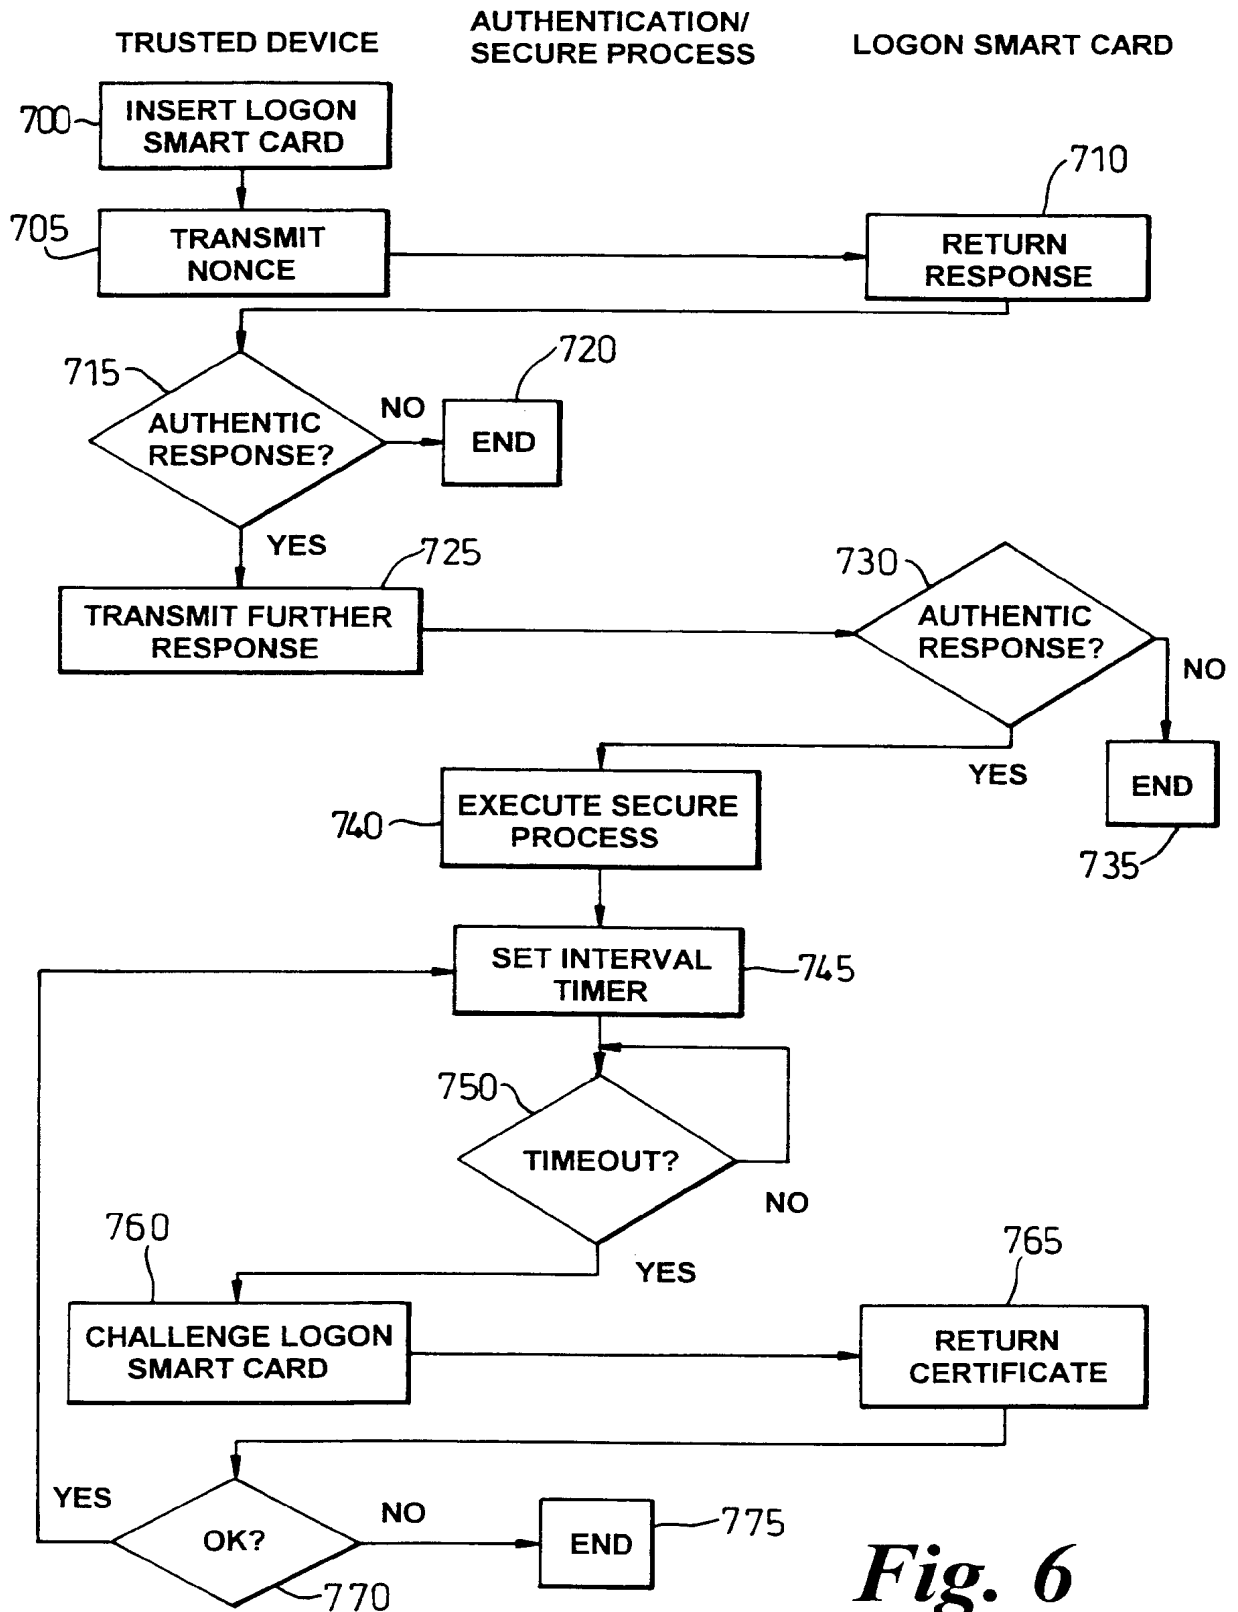 TRUSTED DEVICE
AUTHENTICATION/
SECURE PROCESS
LOGON SMART CARD
700
INSERT LOGON
SMART CARD
705
TRANSMIT
NONCE
710
RETURN
RESPONSE
715
AUTHENTIC
RESPONSE?
NO
720
END
YES
725
TRANSMIT FURTHER
RESPONSE
730
AUTHENTIC
RESPONSE?
NO
YES
END
735
740
EXECUTE SECURE
PROCESS
SET INTERVAL
TIMER
745
750
TIMEOUT?
NO
YES
760
CHALLENGE LOGON
SMART CARD
765
RETURN
CERTIFICATE
YES
OK?
NO
END
775
770
Fig. 6